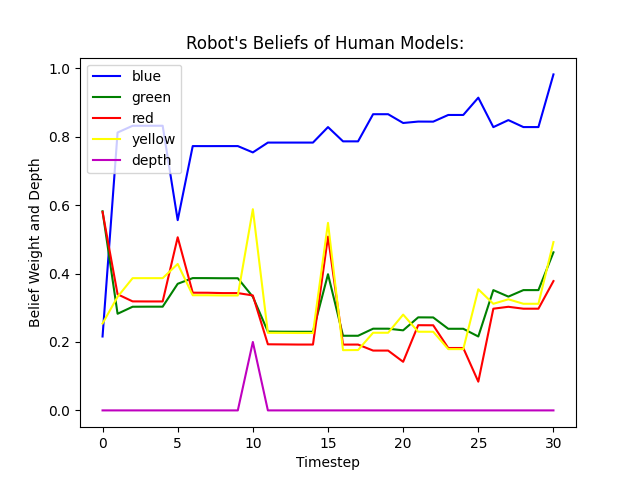 Robot's Beliefs of Human Models:
1.0
0.8
0.6
0.4
0.2
0.0
Belief Weight and Depth
blue
green
red
yellow
depth
0 5 10 15 20 25 30
Timestep